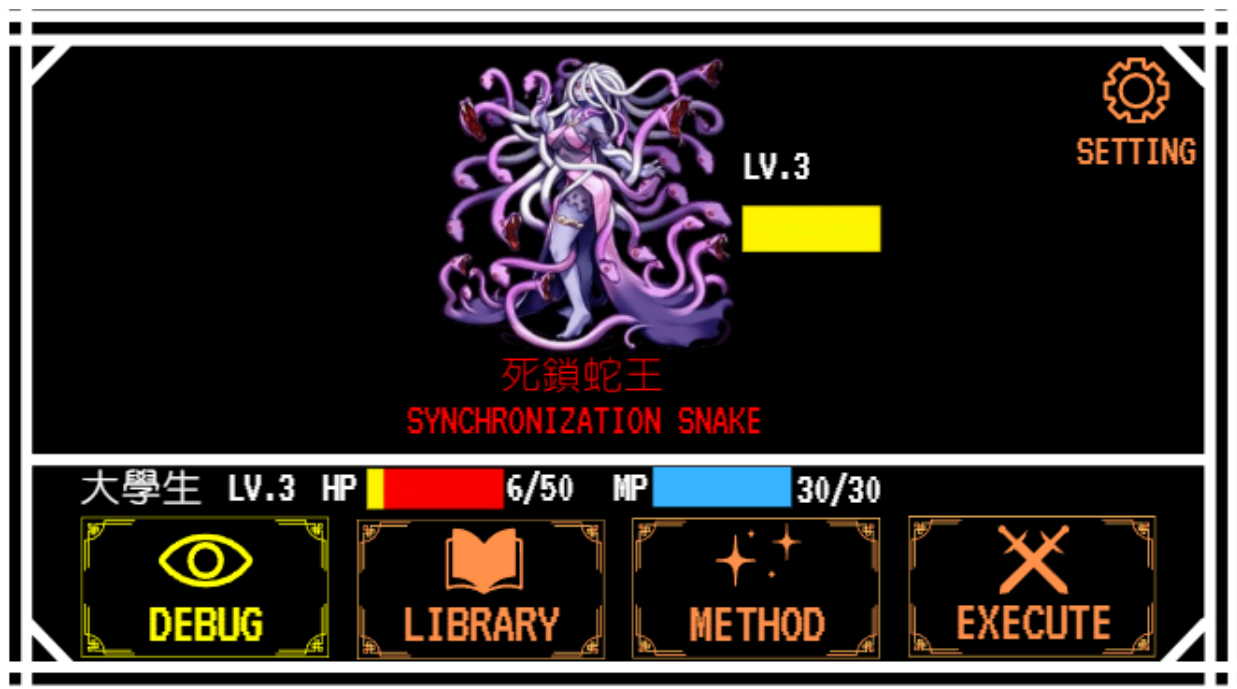 SETTING
LV.3
死鎖蛇王
SYNCHRONIZATION SNAKE
大學生 LV.3 HP 6/50 MP 30/30
DEBUG LIBRARY METHOD EXECUTE